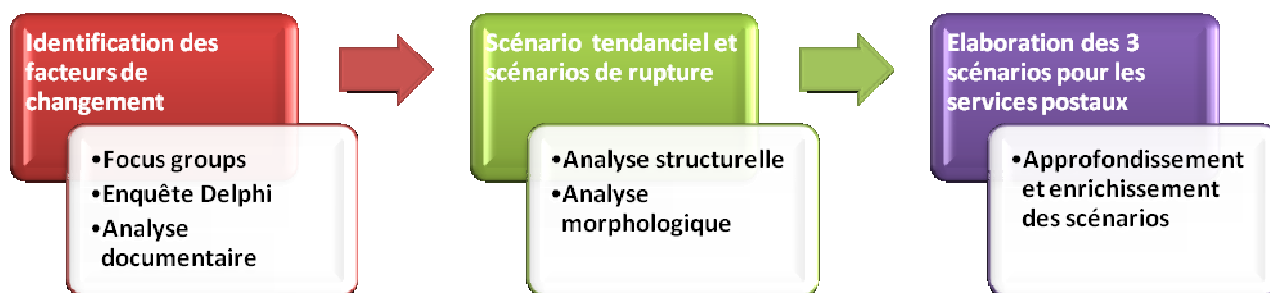 Identification des
facteurs de
changement
•Focus groups
•Enquête Delphi
•Analyse
documentaire
Scénario tendanciel et
scénarios de rupture
•Analyse structurelle
•Analyse
morphologique
Elaboration des 3
scénarios pour les
services postaux
•Approfondissement
et enrichissement
des scénarios